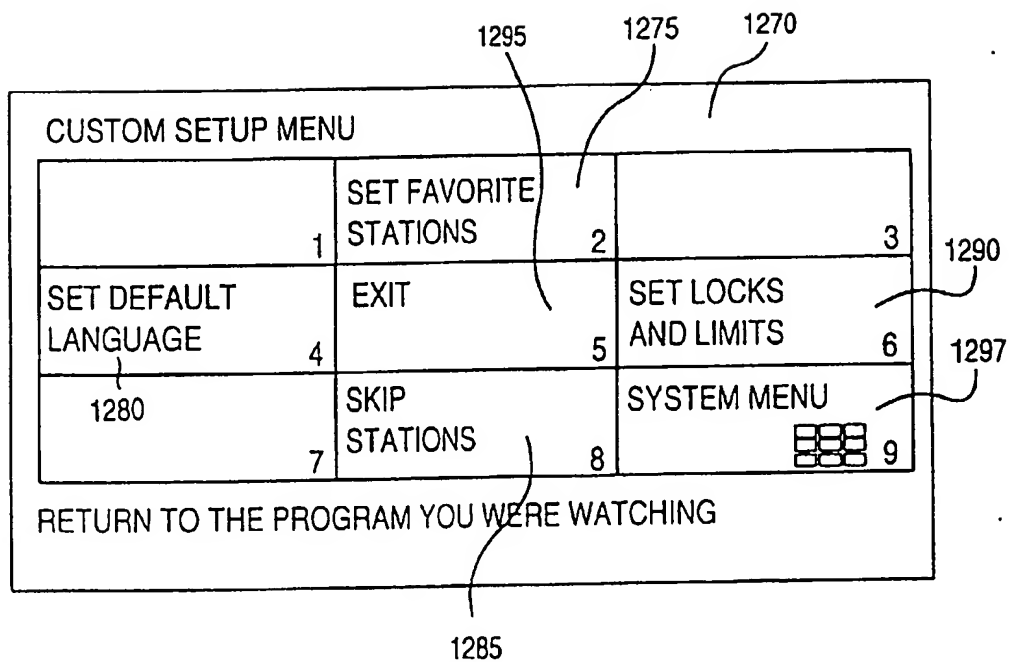 1295 1275 1270
CUSTOM SETUP MENU
1
SET FAVORITE
STATIONS 2
3
1290
SET DEFAULT
LANGUAGE 4
EXIT
5
SET LOCKS
AND LIMITS 6
1297
1280
7
SKIP
STATIONS 8
SYSTEM MENU
9
RETURN TO THE PROGRAM YOU WERE WATCHING
1285